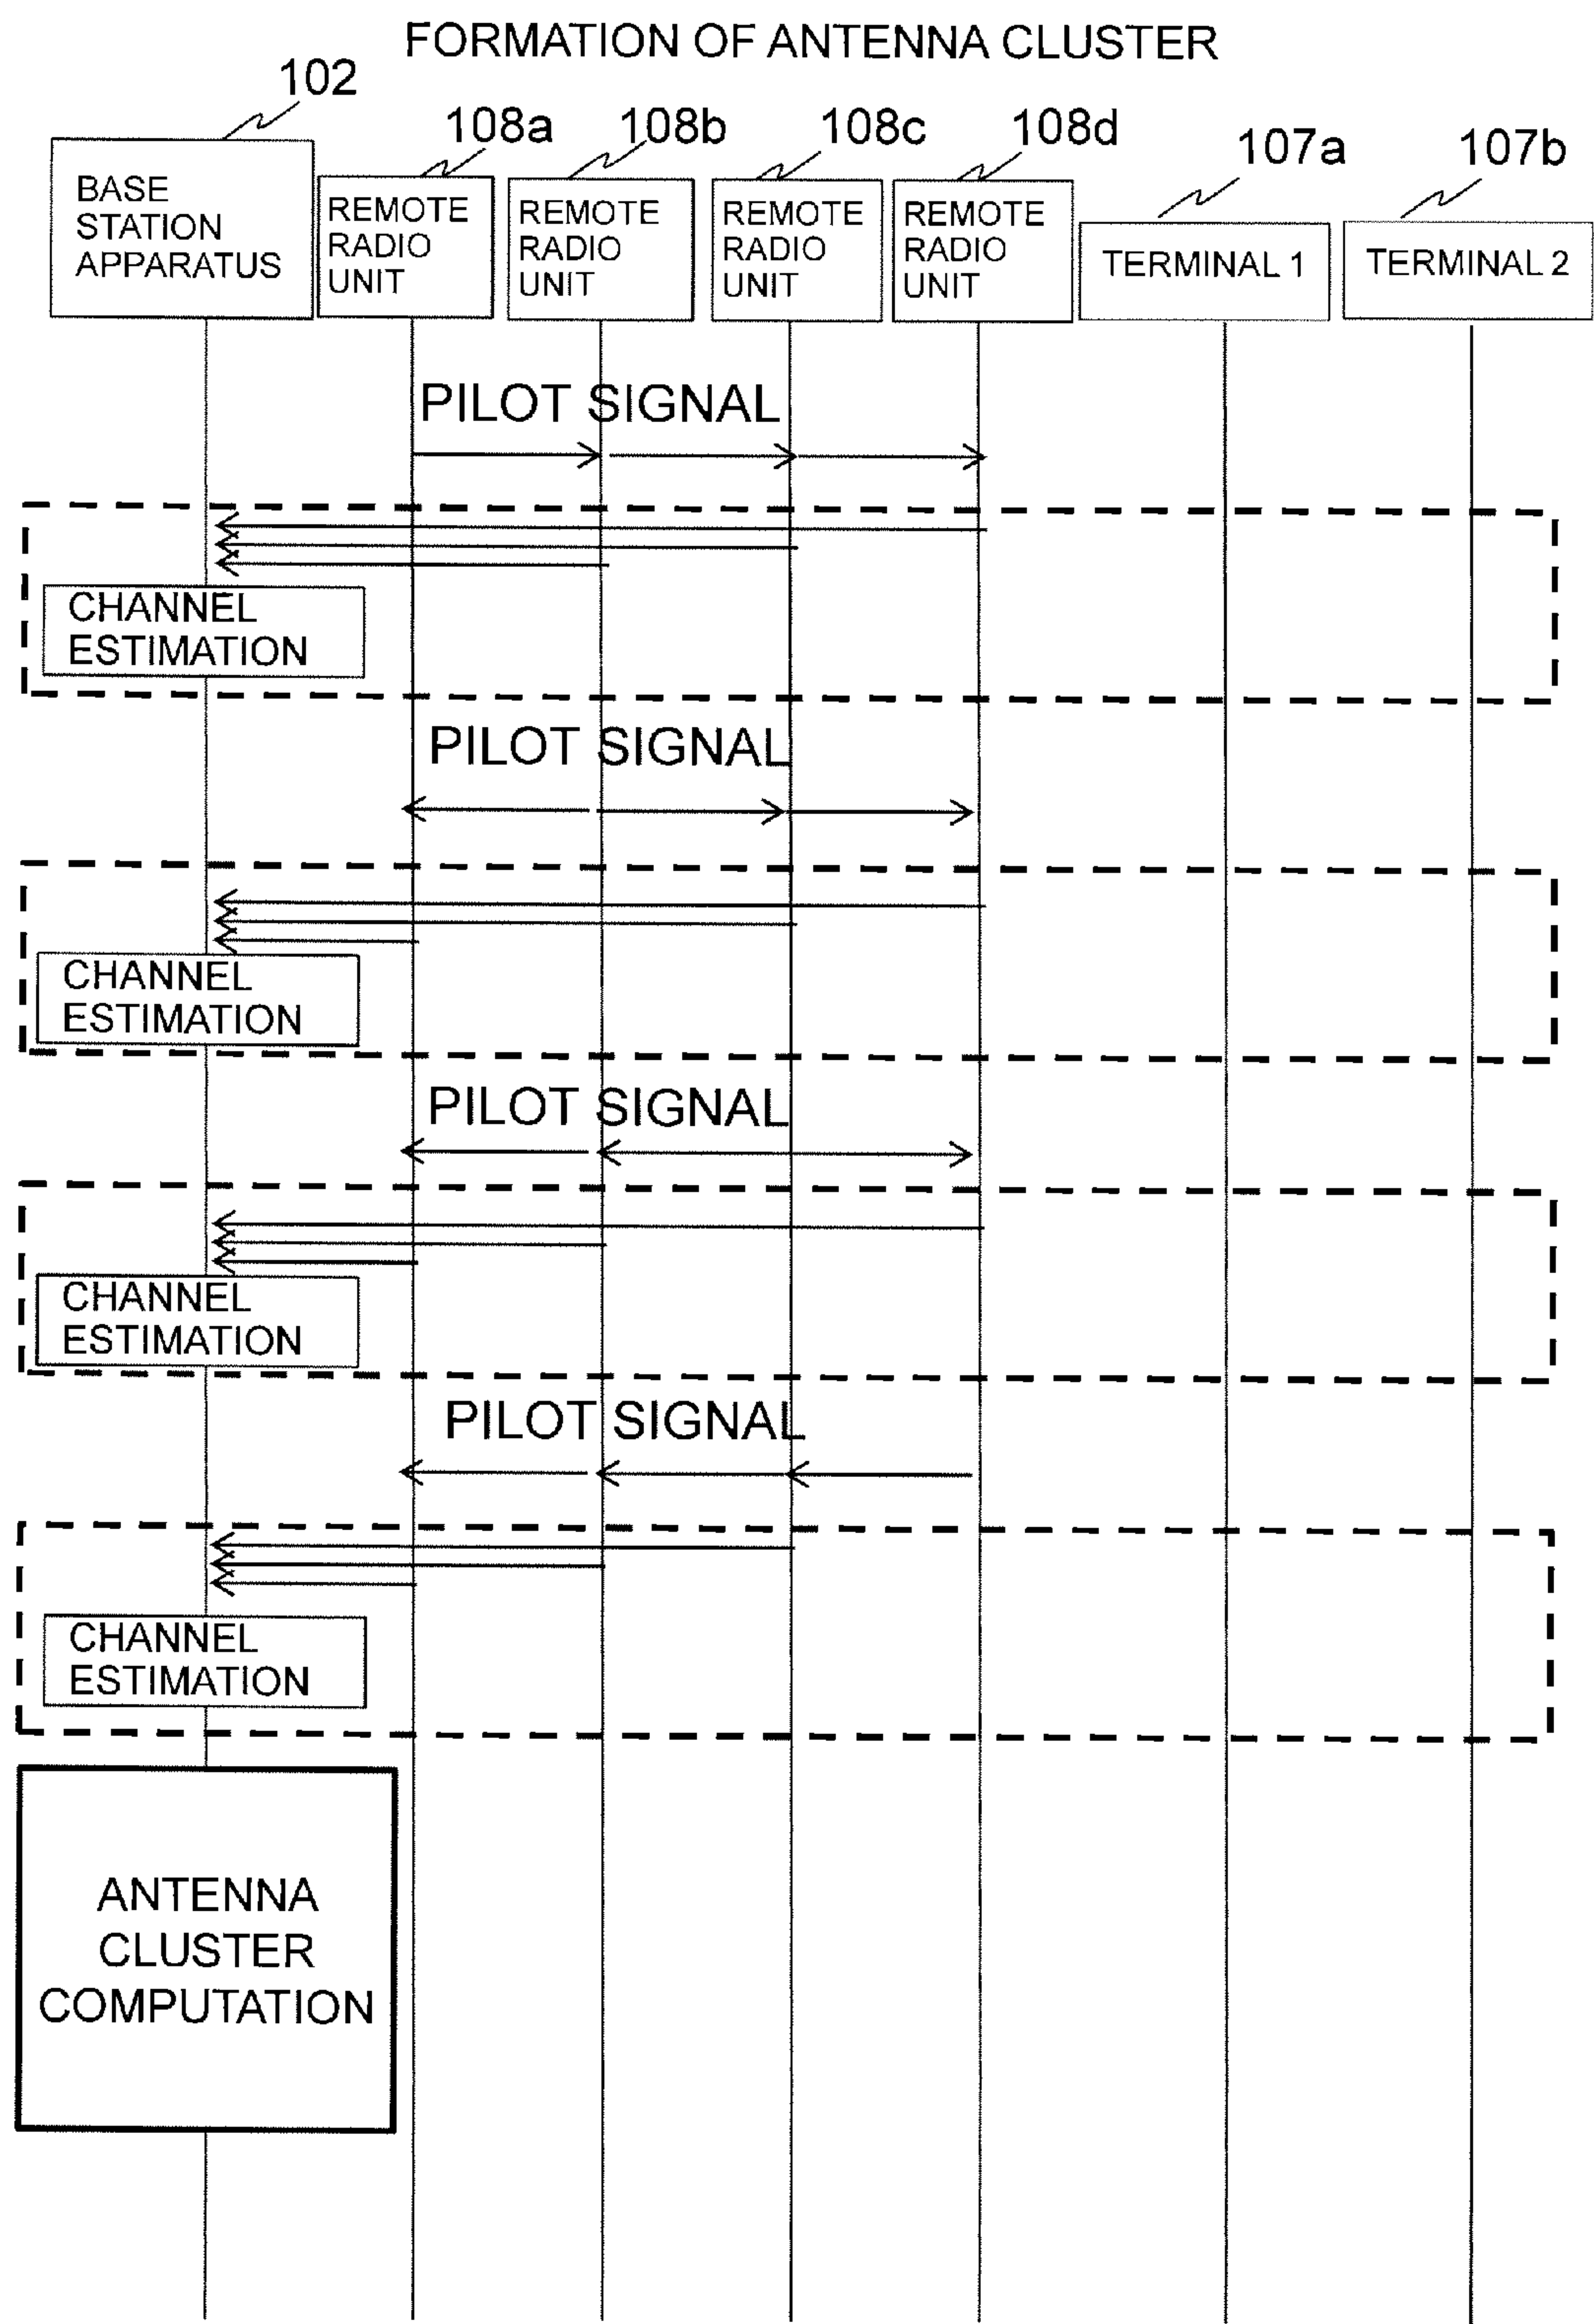 FORMATION OF ANTENNA CLUSTER
102
108a
108b
108c
108d
107a
107b
BASE
STATION
APPARATUS
REMOTE
RADIO
UNIT
REMOTE
RADIO
UNIT
REMOTE
RADIO
UNIT
REMOTE
RADIO
UNIT
TERMINAL 1
TERMINAL 2
PILOT SIGNAL
CHANNEL
ESTIMATION
PILOT SIGNAL
CHANNEL
ESTIMATION
PILOT SIGNAL
CHANNEL
ESTIMATION
PILOT SIGNAL
CHANNEL
ESTIMATION
ANTENNA
CLUSTER
COMPUTATION